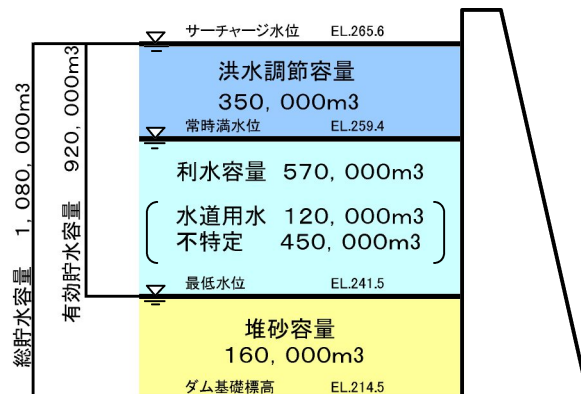 サーチャージ水位 EL.265.6
洪水調節容量
350, 000m3
常時満水位 EL.259.4
利水容量 570, 000m3
水道用水 120, 000m3
不特定 450, 000m3
最低水位 EL.241.5
堆砂容量
160, 000m3
ダム基礎標高 EL.214.5
総貯水容量 1, 080, 000m3
有効貯水容量 920, 000m3